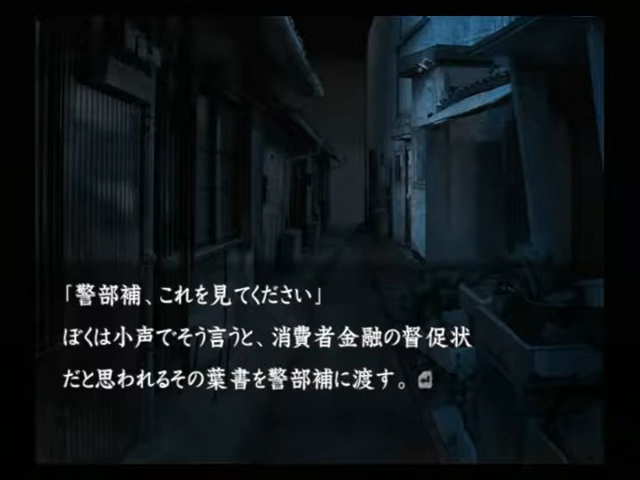 「警部補、これを見てください」
ぼくは小声でそう言うと、消費者金融の督促状
だと思われるその葉書を警部補に渡す。